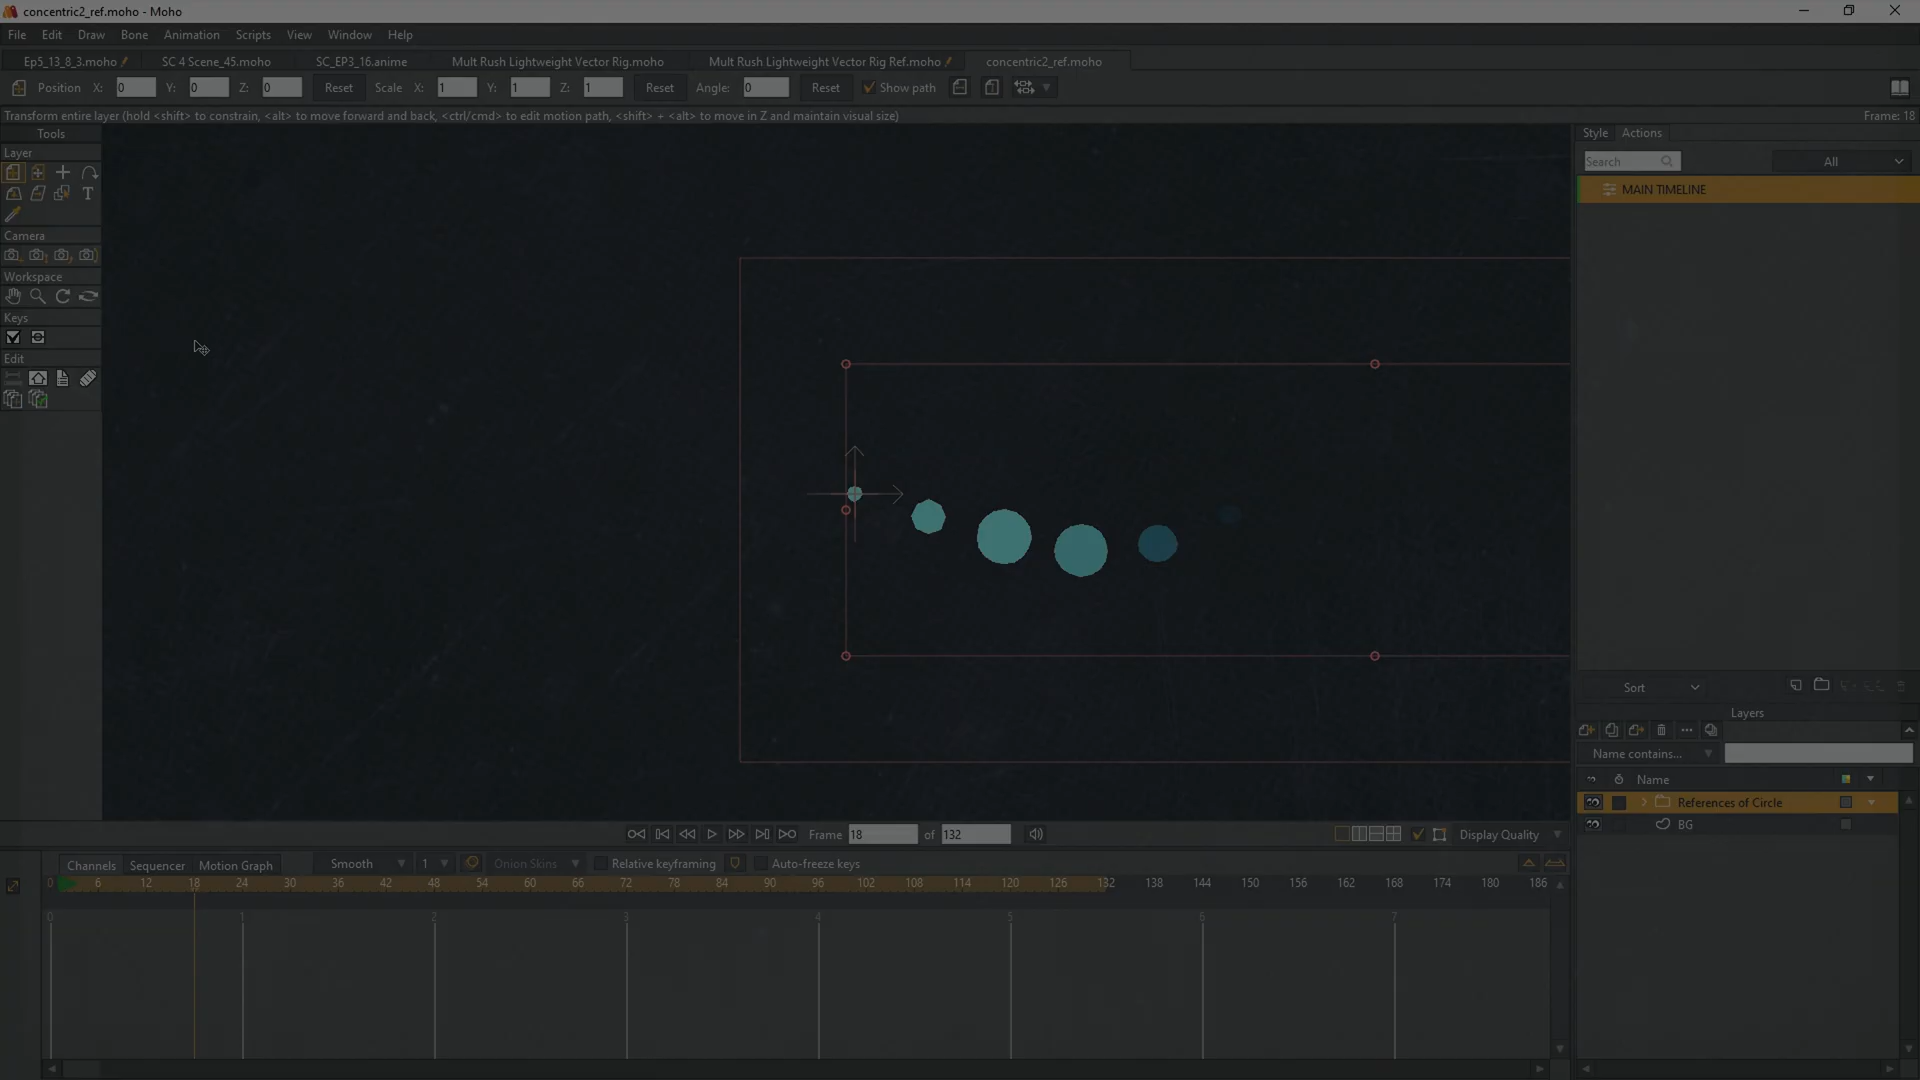 concentric2_ref.moho - Moho
File Edit Draw Bone Animation Scripts View Window Help
Ep5_13_8_3.moho SC 4 Scene_45.moho SC_EP3_16.anime Mult Rush Lightweight Vector Rig.moho Mult Rush Lightweight Vector Rig Ref.moho concentric2_ref.moho
Position X: 0 Y: 0 Z: 0 Reset Scale X: 1 Y: 1 Z: 1 Reset Angle: 0 Reset Show path
Transform entire layer (hold <shift> to constrain, <alt> to move forward and back, <ctrl/cmd> to edit motion path, <shift> + <alt> to move in Z and maintain visual size) Frame: 18
Tools
Layer
T
Camera
Workspace
Keys
Edit
Style Actions
Search All
MAIN TIMELINE
Sort
Layers
Name contains...
Name
References of Circle
BG
Frame 18 of 132 Display Quality
Channels Sequencer Motion Graph Smooth 1 Onion Skins Relative keyframing Auto-freeze keys
0 6 12 18 24 30 36 42 48 54 60 66 72 78 84 90 96 102 108 114 120 126 132 138 144 150 156 162 168 174 180 186
0 1 2 3 4 5 6 7